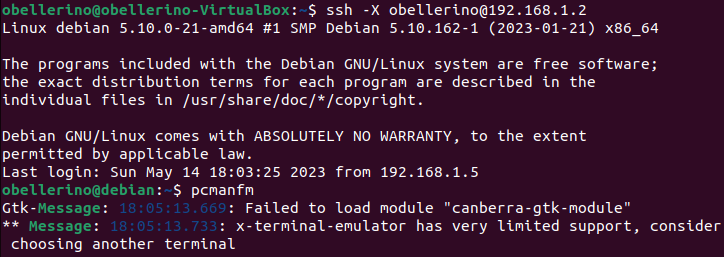 obellerino@obellerino-VirtualBox:~$ ssh -X obellerino@192.168.1.2
Linux debian 5.10.0-21-amd64 #1 SMP Debian 5.10.162-1 (2023-01-21) x86_64
The programs included with the Debian GNU/Linux system are free software;
the exact distribution terms for each program are described in the
individual files in /usr/share/doc/*/copyright.
Debian GNU/Linux comes with ABSOLUTELY NO WARRANTY, to the extent
permitted by applicable law.
Last login: Sun May 14 18:03:25 2023 from 192.168.1.5
obellerino@debian:~$ pcmanfm
Gtk-Message: 18:05:13.669: Failed to load module "canberra-gtk-module"
** Message: 18:05:13.733: x-terminal-emulator has very limited support, consider
choosing another terminal